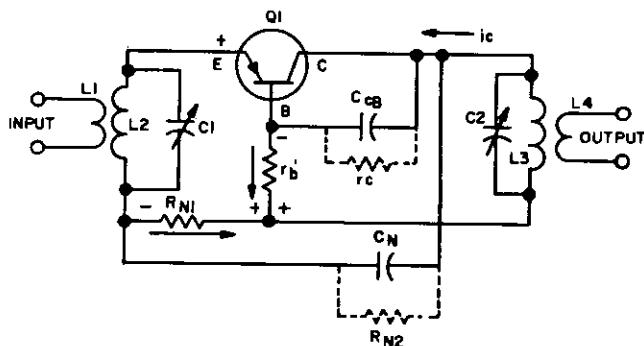 Q1
ic
+
E
C
L1
B
CCB
C2
L4
INPUT
L2
C1
-
OUTPUT
r'b
rc
L3
-
RN1
+
+
CN
RN2